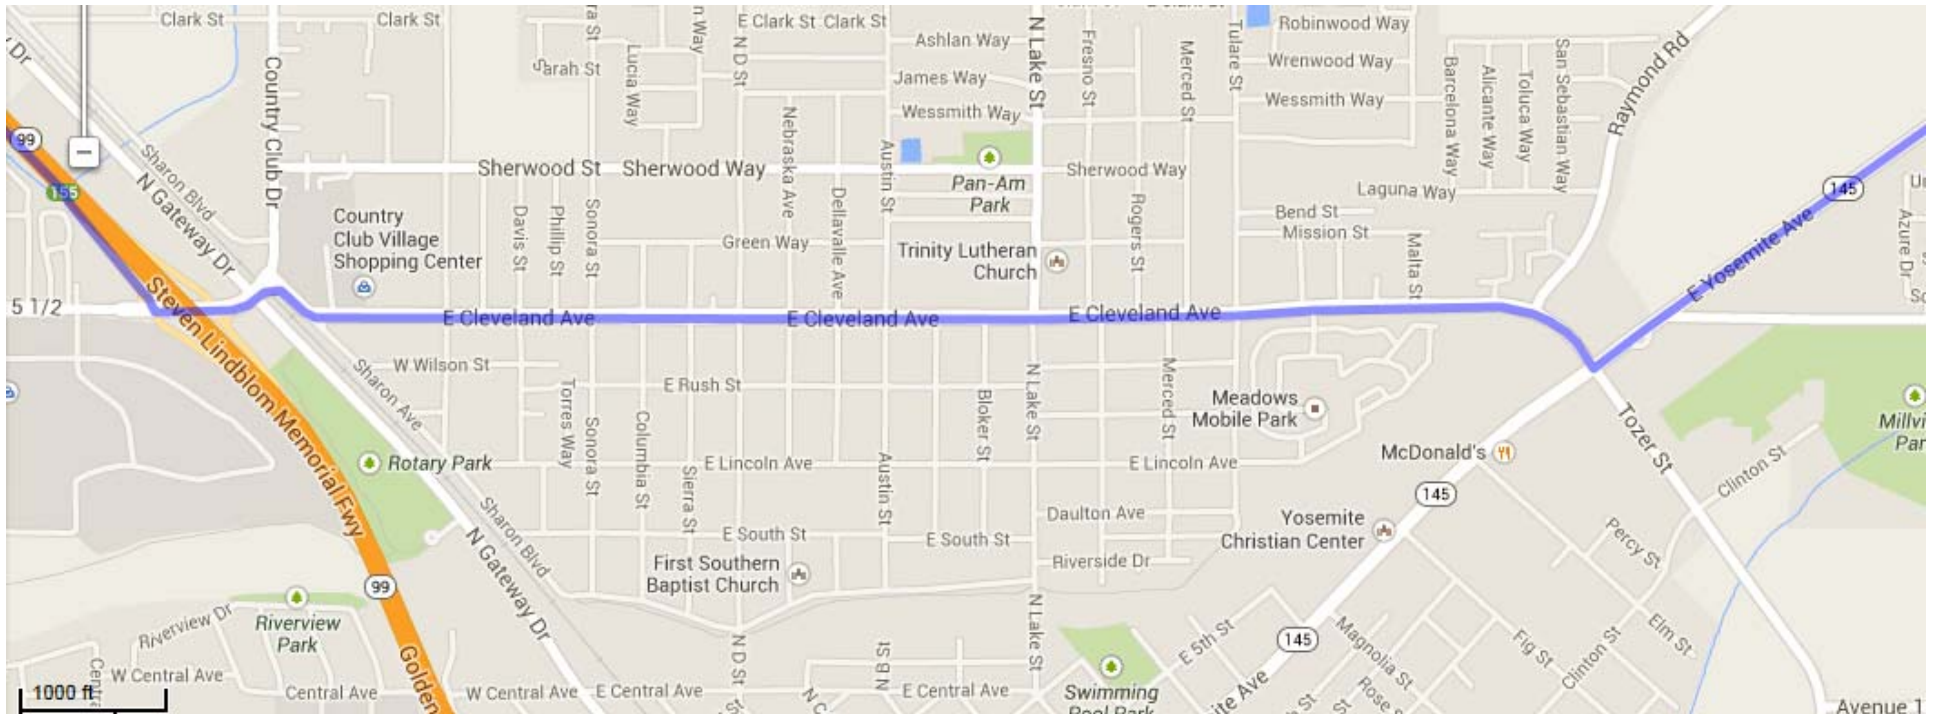 Clark St
Clark St
E Clark St
Clark St
Robinwood Way
Ashlan Way
N Lake St
Fresno St
Merced St
Tulare St
Wrenwood Way
Country Club Dr
Sarah St
Lucia Way
N D St
James Way
Wessmith Way
Wessmith Way
Barcelona Way
Alicante Way
Toluca Way
San Sebastian Way
Raymond Rd
99
155
Sharon Blvd
N Gateway Dr
Sherwood St
Sherwood Way
Nebraska Ave
Austin St
Pan-Am
Park
Sherwood Way
Laguna Way
145
Country
Club Village
Shopping Center
Davis St
Phillip St
Sonora St
Green Way
Dellavalle Ave
Trinity Lutheran
Church
Rogers St
Bend St
Mission St
Malta St
E Yosemite Ave
Azure Dr
5 1/2
Steven Lindblom Memorial Fwy
E Cleveland Ave
E Cleveland Ave
E Cleveland Ave
W Wilson St
Sharon Ave
E Rush St
Torres Way
Sonora St
Columbia St
Bloker St
N Lake St
Merced St
Meadows
Mobile Park
McDonald's
Tozer St
Rotary Park
E Lincoln Ave
Sierra St
Austin St
E Lincoln Ave
145
Clinton St
Sharon Blvd
N Gateway Dr
E South St
E South St
Daulton Ave
Yosemite
Christian Center
Percy St
First Southern
Baptist Church
Riverside Dr
99
Riverview Dr
Riverview
Park
N D St
N Lake St
E 5th St
145
Magnolia St
Fig St
Clinton St
Elm St
W Central Ave
Central Ave
Golden
W Central Ave
E Central Ave
N B St
E Central Ave
Swimming
1000 ft